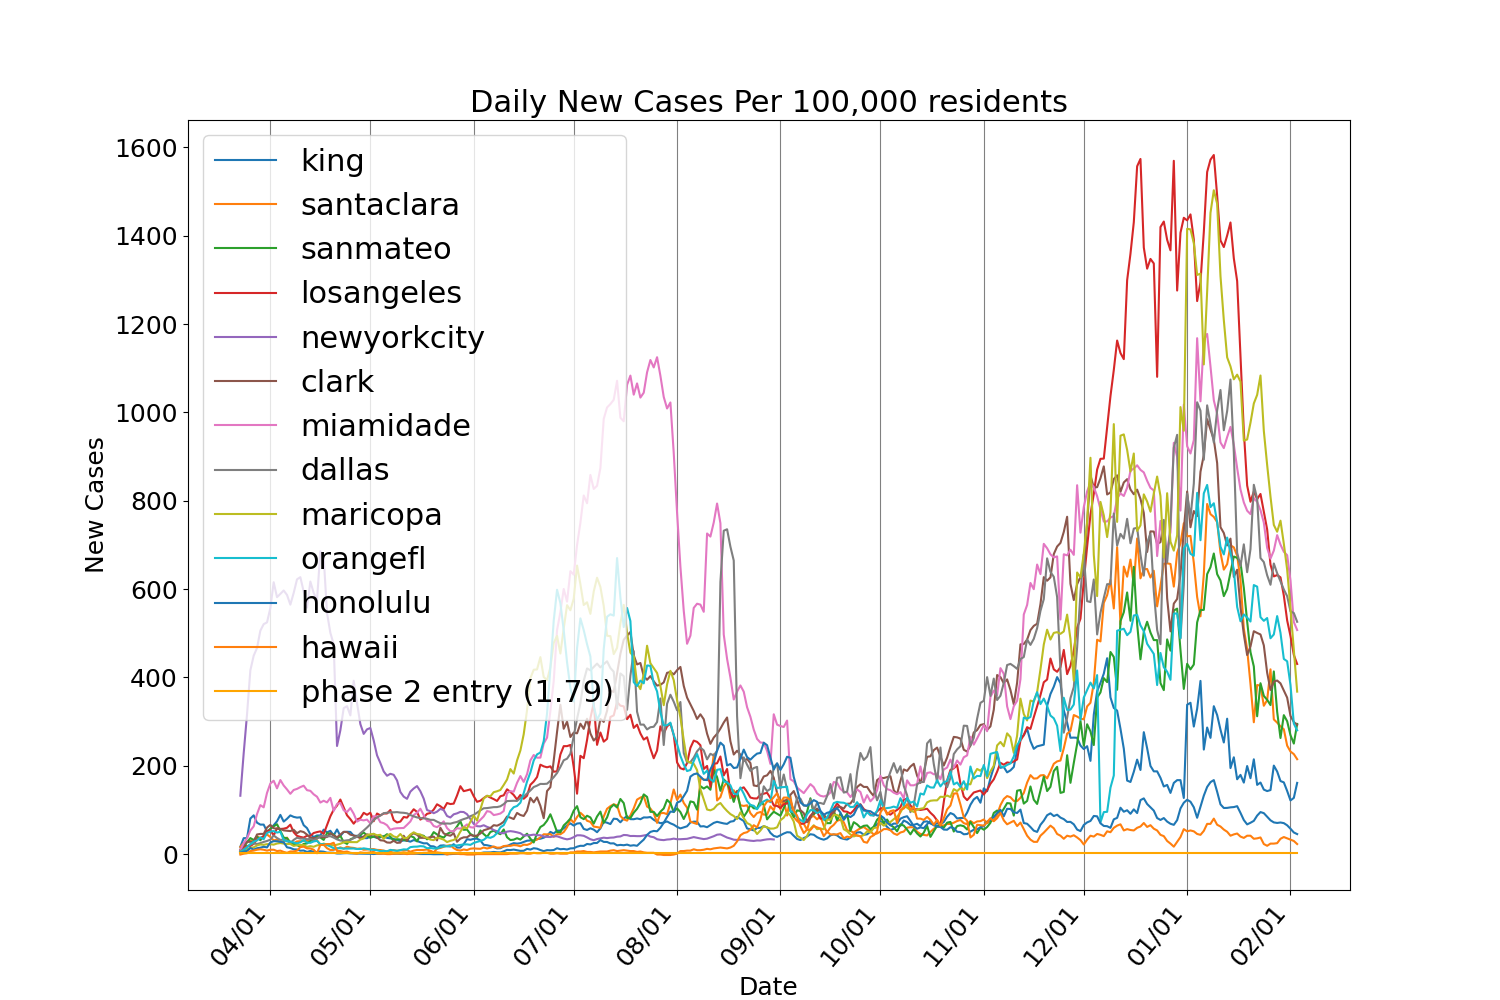 Daily New Cases Per 100,000 residents
1600
1400
1200
1000
800
600
400
200
0
New Cases
king
santaclara
sanmateo
losangeles
newyorkcity
clark
miamidade
dallas
maricopa
orangefl
honolulu
hawaii
phase 2 entry (1.79)
04/01
05/01
06/01
07/01
08/01
09/01
10/01
11/01
12/01
01/01
02/01
Date